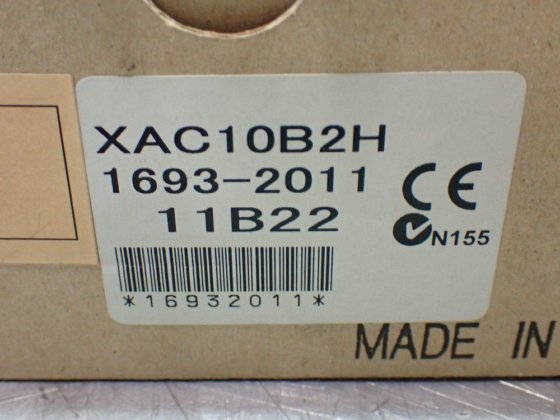 XAC10B2H
1693-2011
11B22
CE
N155
*16932011*
MADE IN